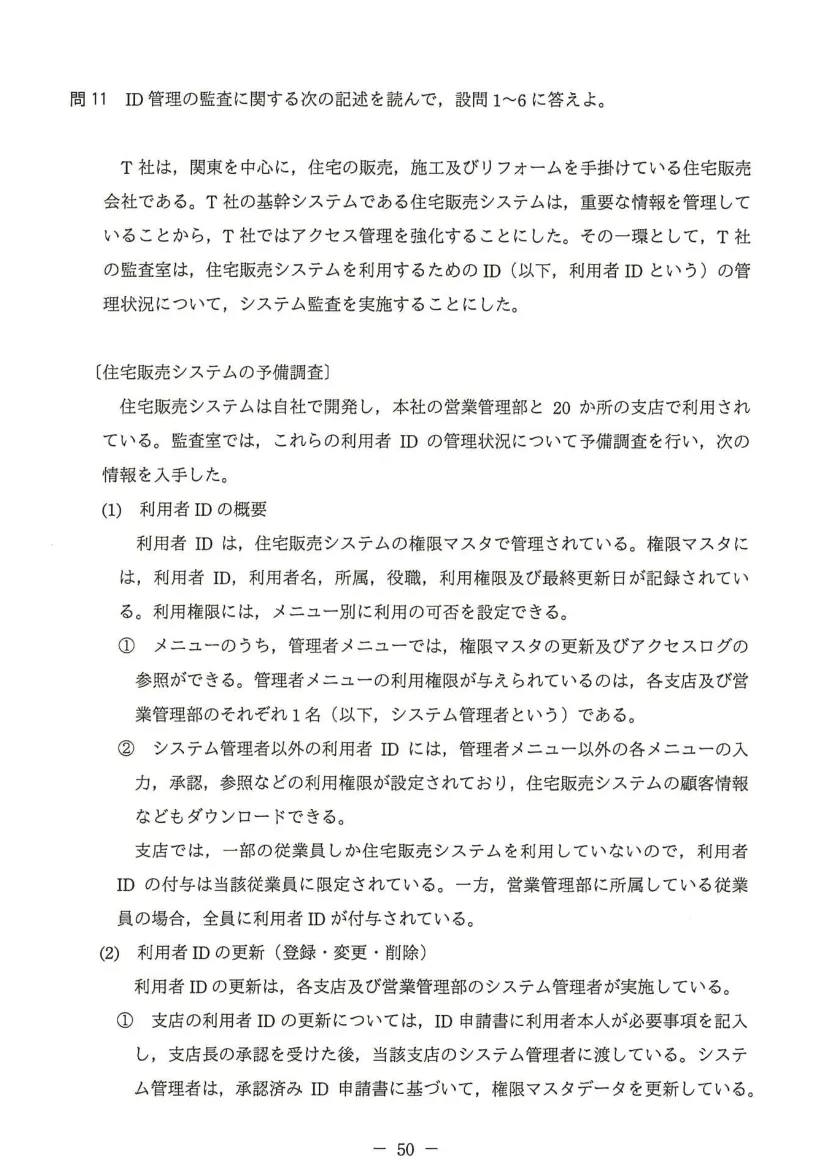 問11 ID 管理の監査に関する次の記述を読んで，設問 1～6 に答えよ。
T 社は，関東を中心に，住宅の販売，施工及びリフォームを手掛けている住宅販売
会社である。T 社の基幹システムである住宅販売システムは，重要な情報を管理して
いることから，T 社ではアクセス管理を強化することにした。その一環として，T 社
の監査室は，住宅販売システムを利用するための ID（以下，利用者 ID という）の管
理状況について，システム監査を実施することにした。
〔住宅販売システムの予備調査〕
住宅販売システムは自社で開発し，本社の営業管理部と 20 か所の支店で利用され
ている。監査室では，これらの利用者 ID の管理状況について予備調査を行い，次の
情報を入手した。
(1) 利用者 ID の概要
利用者 ID は，住宅販売システムの権限マスタで管理されている。権限マスタに
は，利用者 ID，利用者名，所属，役職，利用権限及び最終更新日が記録されてい
る。利用権限には，メニュー別に利用の可否を設定できる。
① メニューのうち，管理者メニューでは，権限マスタの更新及びアクセスログの
参照ができる。管理者メニューの利用権限が与えられているのは，各支店及び営
業管理部のそれぞれ 1 名（以下，システム管理者という）である。
② システム管理者以外の利用者 ID には，管理者メニュー以外の各メニューの入
力，承認，参照などの利用権限が設定されており，住宅販売システムの顧客情報
などもダウンロードできる。
支店では，一部の従業員しか住宅販売システムを利用していないので，利用者
ID の付与は当該従業員に限定されている。一方，営業管理部に所属している従業
員の場合，全員に利用者 ID が付与されている。
(2) 利用者 ID の更新（登録・変更・削除）
利用者 ID の更新は，各支店及び営業管理部のシステム管理者が実施している。
① 支店の利用者 ID の更新については，ID 申請書に利用者本人が必要事項を記入
し，支店長の承認を受けた後，当該支店のシステム管理者に渡している。システ
ム管理者は，承認済み ID 申請書に基づいて，権限マスタデータを更新している。
－ 50 －